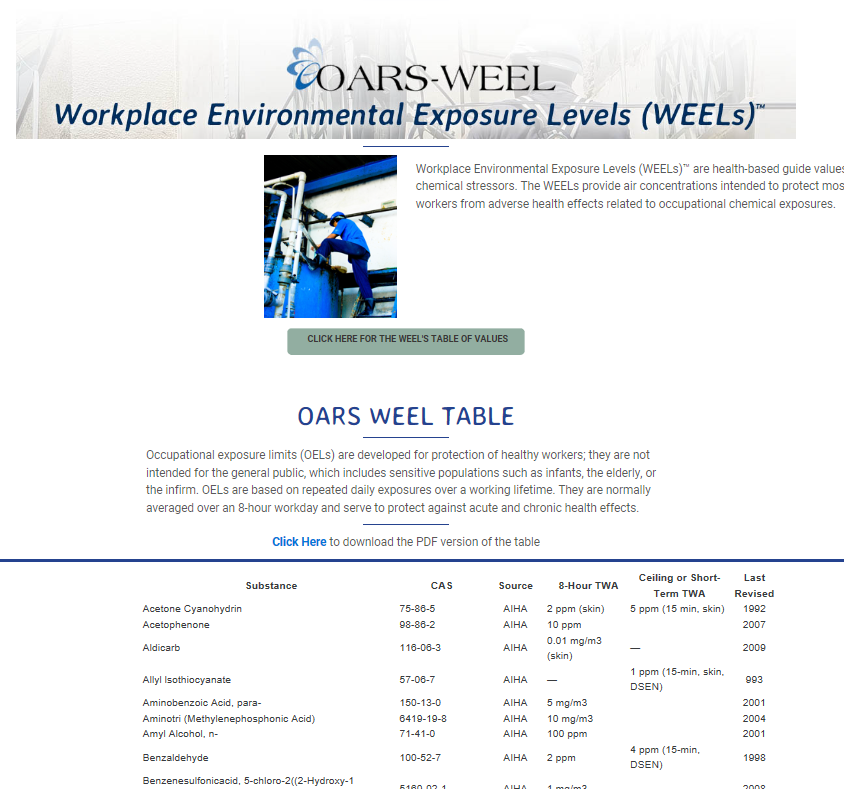 OARS-WEEL
Workplace Environmental Exposure Levels (WEELs)™
Workplace Environmental Exposure Levels (WEELs)™ are health-based guide values
chemical stressors. The WEELs provide air concentrations intended to protect mos
workers from adverse health effects related to occupational chemical exposures.
CLICK HERE FOR THE WEEL'S TABLE OF VALUES
OARS WEEL TABLE
Occupational exposure limits (OELs) are developed for protection of healthy workers; they are not
intended for the general public, which includes sensitive populations such as infants, the elderly, or
the infirm. OELs are based on repeated daily exposures over a working lifetime. They are normally
averaged over an 8-hour workday and serve to protect against acute and chronic health effects.
Click Here to download the PDF version of the table
Substance CAS Source 8-Hour TWA Ceiling or Short-Term TWA Last Revised
Acetone Cyanohydrin 75-86-5 AIHA 2 ppm (skin) 5 ppm (15 min, skin) 1992
Acetophenone 98-86-2 AIHA 10 ppm 2007
Aldicarb 116-06-3 AIHA 0.01 mg/m3 (skin) — 2009
Allyl Isothiocyanate 57-06-7 AIHA — 1 ppm (15-min, skin, DSEN) 993
Aminobenzoic Acid, para- 150-13-0 AIHA 5 mg/m3 2001
Aminotri (Methylenephosphonic Acid) 6419-19-8 AIHA 10 mg/m3 2004
Amyl Alcohol, n- 71-41-0 AIHA 100 ppm 2001
Benzaldehyde 100-52-7 AIHA 2 ppm 4 ppm (15-min, DSEN) 1998
Benzenesulfonicacid, 5-chloro-2((2-Hydroxy-1 5160-02-1 AIHA 1 mg/m3 2008